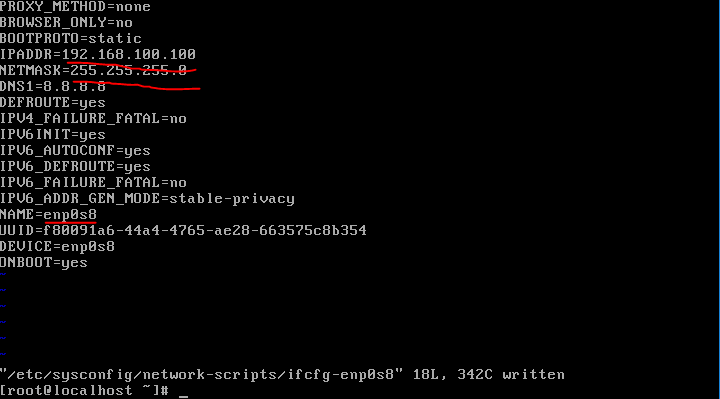 PROXY_METHOD=none
BROWSER_ONLY=no
BOOTPROTO=static
IPADDR=192.168.100.100
NETMASK=255.255.255.0
DNS1=8.8.8.8
DEFROUTE=yes
IPV4_FAILURE_FATAL=no
IPV6INIT=yes
IPV6_AUTOCONF=yes
IPV6_DEFROUTE=yes
IPV6_FAILURE_FATAL=no
IPV6_ADDR_GEN_MODE=stable-privacy
NAME=enp0s8
UUID=f80091a6-44a4-4765-ae28-663575c8b354
DEVICE=enp0s8
ONBOOT=yes
~
~
~
~
~
~
"/etc/sysconfig/network-scripts/ifcfg-enp0s8" 18L, 342C written
[root@localhost ~]# _